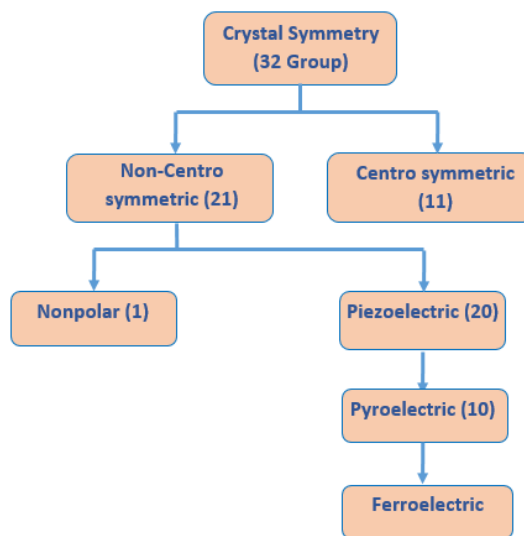 Crystal Symmetry
(32 Group)
Non-Centro
symmetric (21)
Centro symmetric
(11)
Nonpolar (1)
Piezoelectric (20)
Pyroelectric (10)
Ferroelectric